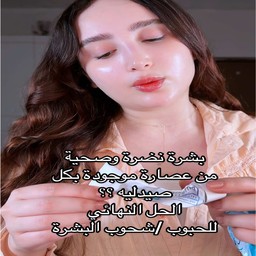 بشرة نضرة وصحية
من عصارة موجودة بكل
صيدليه ؟؟
الحل النهائي
للحبوب /شحوب البشرة